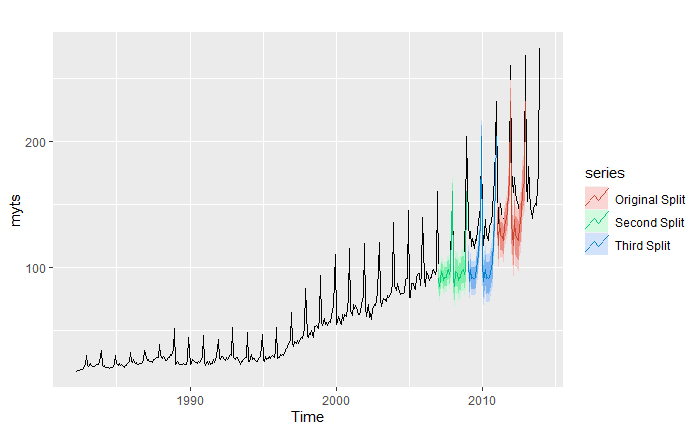 200
100
myts
1990
2000
2010
Time
series
Original Split
Second Split
Third Split